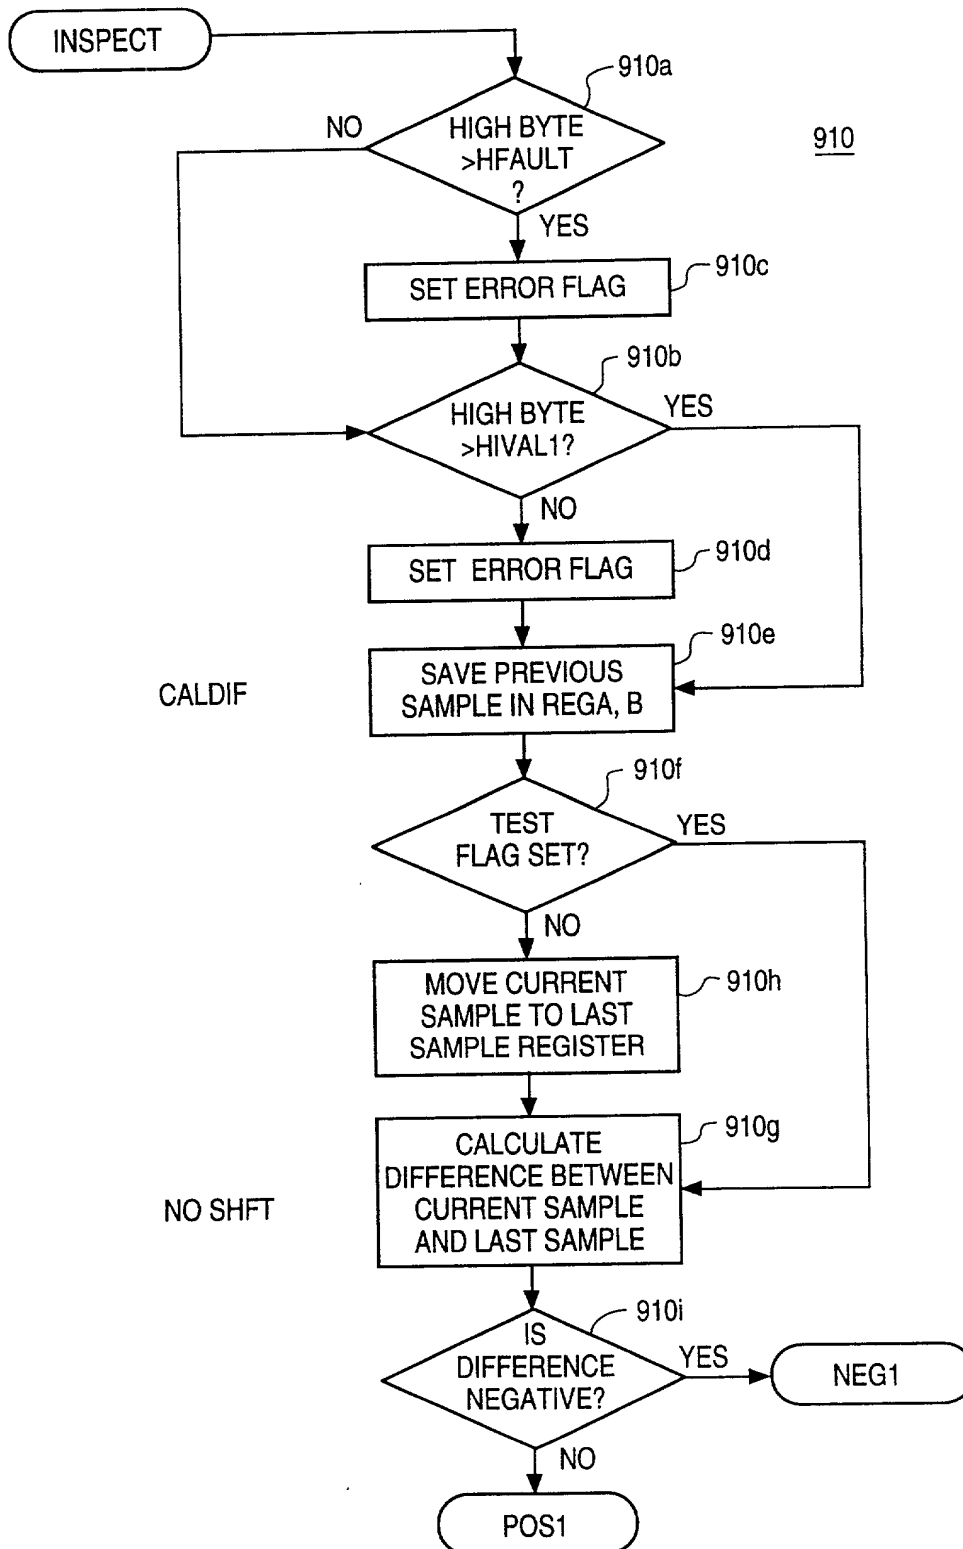 INSPECT
910a
910
NO
HIGH BYTE
>HFAULT
?
YES
910c
SET ERROR FLAG
910b
HIGH BYTE
>HIVAL1?
YES
NO
910d
SET ERROR FLAG
910e
CALDIF
SAVE PREVIOUS
SAMPLE IN REGA, B
910f
TEST
FLAG SET?
YES
NO
910h
MOVE CURRENT
SAMPLE TO LAST
SAMPLE REGISTER
910g
NO SHFT
CALCULATE
DIFFERENCE BETWEEN
CURRENT SAMPLE
AND LAST SAMPLE
910i
IS
DIFFERENCE
NEGATIVE?
YES
NEG1
NO
POS1